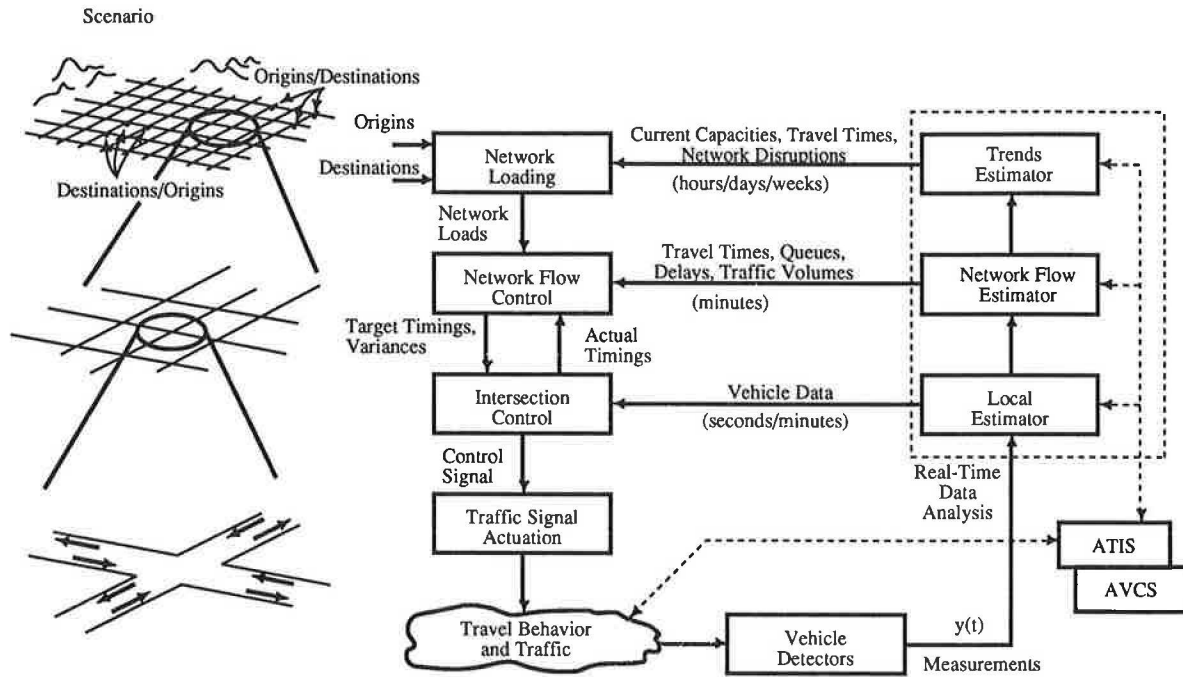 Scenario
Origins/Destinations
Destinations/Origins
Origins
Destinations
Network
Loading
Current Capacities, Travel Times,
Network Disruptions
(hours/days/weeks)
Trends
Estimator
Network
Loads
Network Flow
Control
Travel Times, Queues,
Delays, Traffic Volumes
(minutes)
Network Flow
Estimator
Target Timings,
Variances
Actual
Timings
Intersection
Control
Vehicle Data
(seconds/minutes)
Local
Estimator
Control
Signal
Real-Time
Data
Analysis
Traffic Signal
Actuation
ATIS
AVCS
Travel Behavior
and Traffic
Vehicle
Detectors
y(t)
Measurements